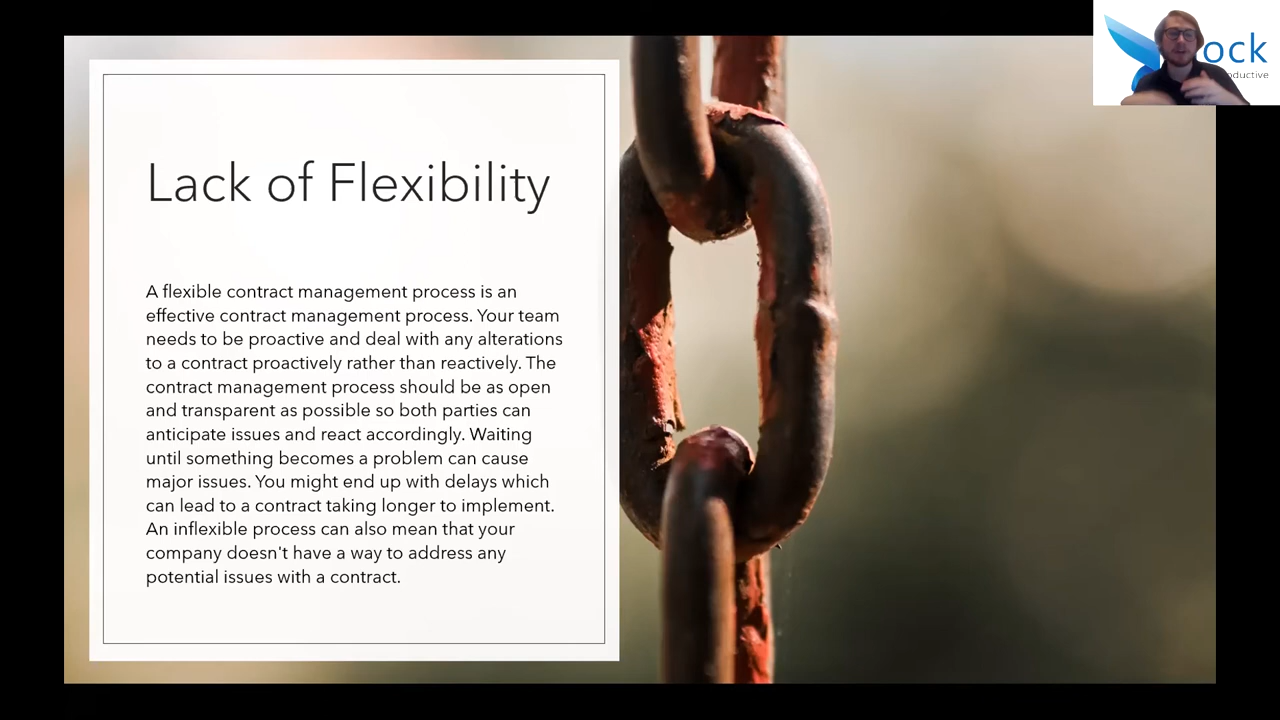 ock
oductive
Lack of Flexibility
A flexible contract management process is an
effective contract management process. Your team
needs to be proactive and deal with any alterations
to a contract proactively rather than reactively. The
contract management process should be as open
and transparent as possible so both parties can
anticipate issues and react accordingly. Waiting
until something becomes a problem can cause
major issues. You might end up with delays which
can lead to a contract taking longer to implement.
An inflexible process can also mean that your
company doesn't have a way to address any
potential issues with a contract.